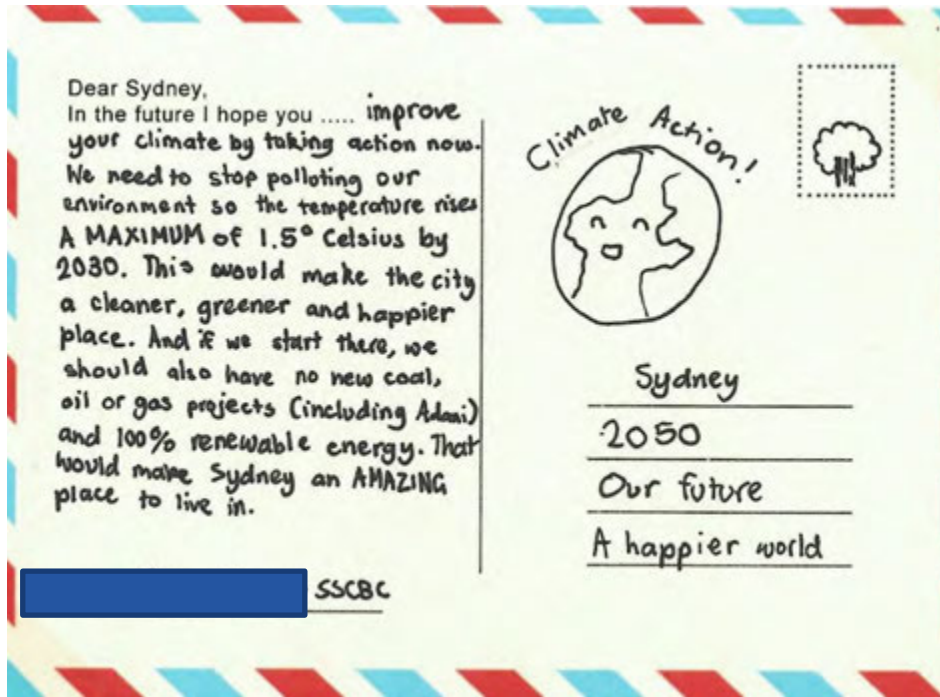 Dear Sydney,
In the future I hope you ..... improve
your climate by taking action now.
We need to stop polloting our
environment so the temperature rises
A MAXIMUM of 1.5° Celsius by
2030. This would make the city
a cleaner, greener and happier
place. And if we start there, we
should also have no new coal,
oil or gas projects (including Adani)
and 100% renewable energy. That
would make Sydney an AMAZING
place to live in.
SSCBC
Climate Action!
Sydney
2050
Our future
A happier world